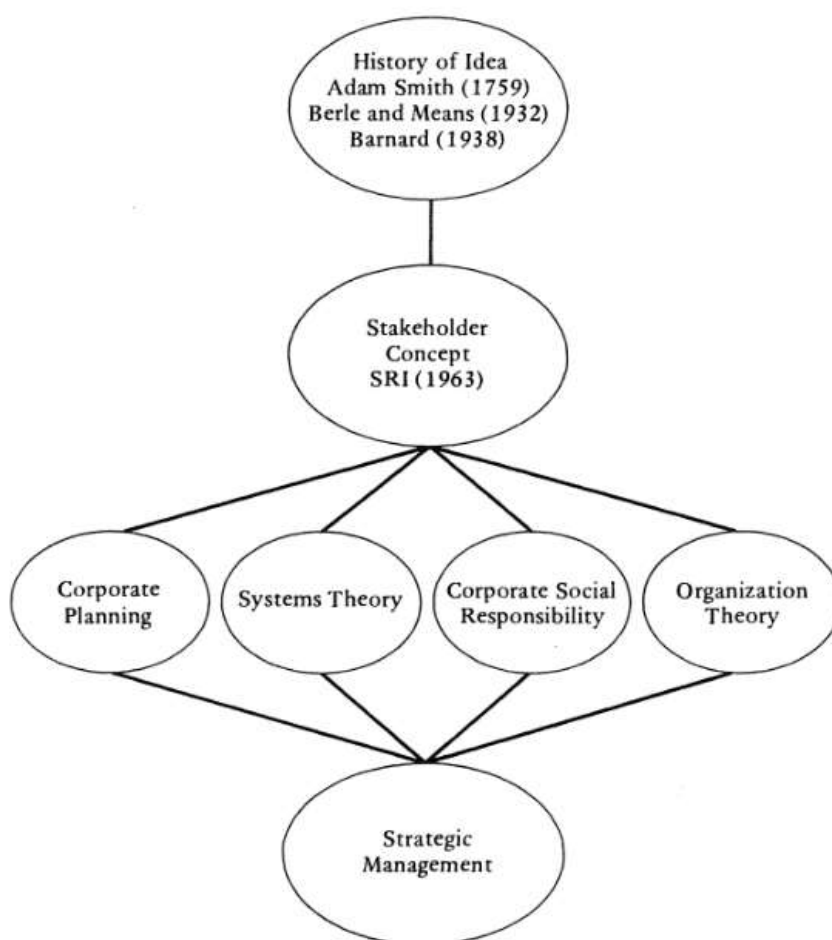 History of Idea
Adam Smith (1759)
Berle and Means (1932)
Barnard (1938)
Stakeholder
Concept
SRI (1963)
Corporate
Planning
Systems Theory
Corporate Social
Responsibility
Organization
Theory
Strategic
Management